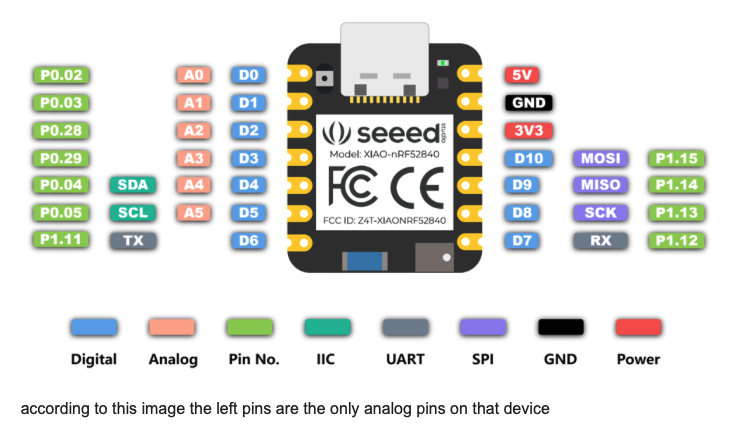 P0.02 A0 D0 5V
P0.03 A1 D1 GND
P0.28 A2 D2 seeed studio 3V3
P0.29 A3 D3 Model: XIAO-nRF52840 D10 MOSI P1.15
P0.04 SDA A4 D4 FC CE D9 MISO P1.14
P0.05 SCL A5 D5 FCC ID: Z4T-XIAONRF52840 D8 SCK P1.13
P1.11 TX D6 D7 RX P1.12
Digital Analog Pin No. IIC UART SPI GND Power
according to this image the left pins are the only analog pins on that device